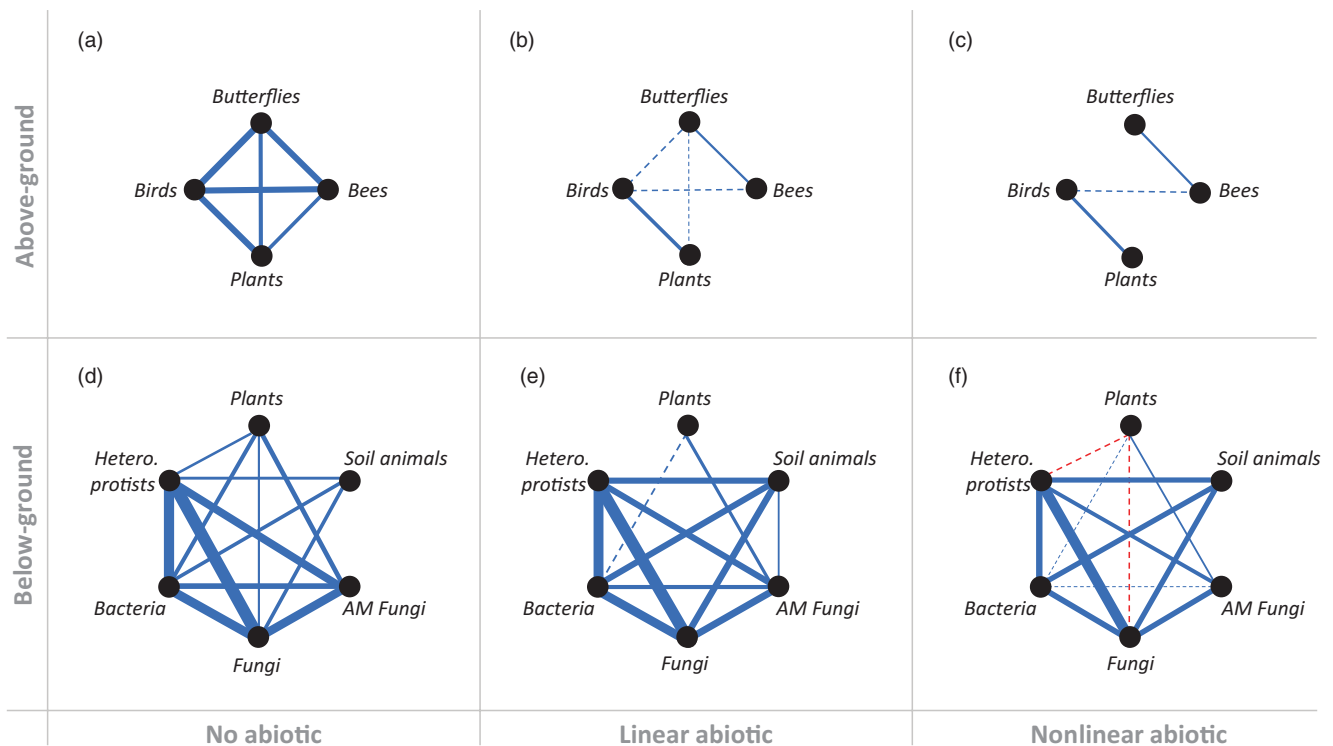 Above-ground
(a)
Butterflies
Birds
Bees
Plants
(b)
Butterflies
Birds
Bees
Plants
(c)
Butterflies
Birds
Bees
Plants
Below-ground
(d)
Plants
Hetero.
protists
Soil animals
Bacteria
AM Fungi
Fungi
(e)
Plants
Hetero.
protists
Soil animals
Bacteria
AM Fungi
Fungi
(f)
Plants
Hetero.
protists
Soil animals
Bacteria
AM Fungi
Fungi
No abiotic
Linear abiotic
Nonlinear abiotic